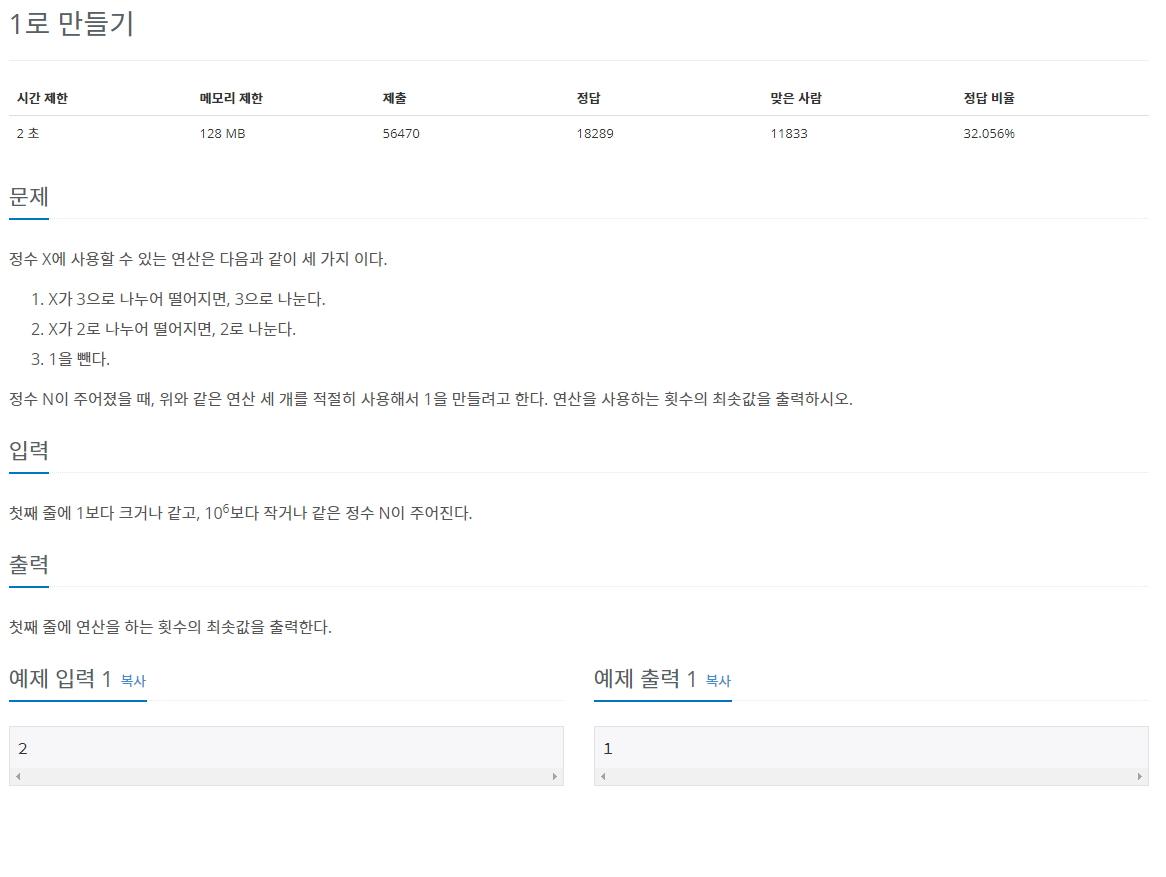 1로 만들기
시간 제한 메모리 제한 제출 정답 맞은 사람 정답 비율
2 초 128 MB 56470 18289 11833 32.056%
문제
정수 X에 사용할 수 있는 연산은 다음과 같이 세 가지 이다.
1. X가 3으로 나누어 떨어지면, 3으로 나눈다.
2. X가 2로 나누어 떨어지면, 2로 나눈다.
3. 1을 뺀다.
정수 N이 주어졌을 때, 위와 같은 연산 세 개를 적절히 사용해서 1을 만들려고 한다. 연산을 사용하는 횟수의 최솟값을 출력하시오.
입력
첫째 줄에 1보다 크거나 같고, 10⁶보다 작거나 같은 정수 N이 주어진다.
출력
첫째 줄에 연산을 하는 횟수의 최솟값을 출력한다.
예제 입력 1 복사
2
예제 출력 1 복사
1